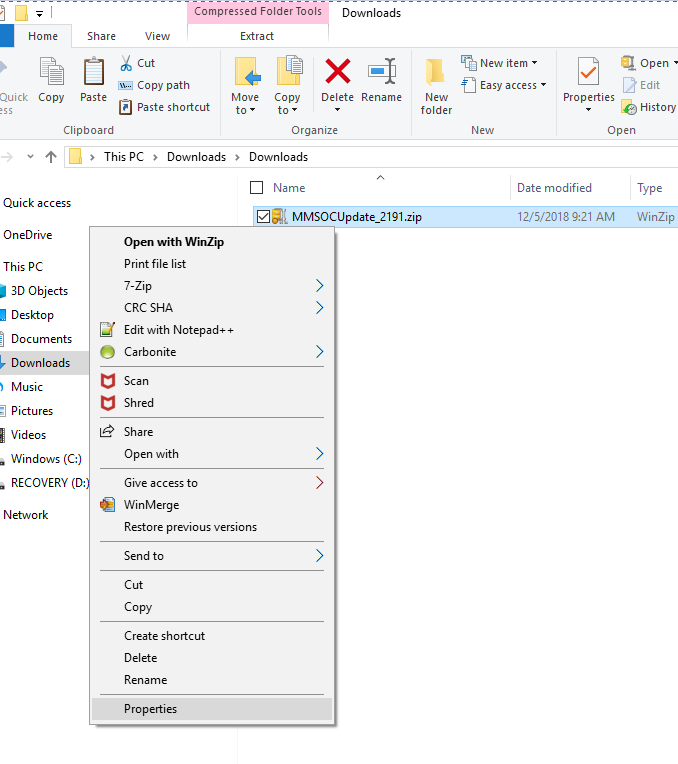 Compressed Folder Tools
Downloads
Home
Share
View
Extract
Quick access
Copy
Paste
Cut
Copy path
Paste shortcut
Move to
Copy to
Delete
Rename
New folder
New item
Easy access
Properties
Open
Edit
History
Clipboard
Organize
New
Open
This PC > Downloads > Downloads
Name
Date modified
Type
MMSOCUpdate_2191.zip
12/5/2018 9:21 AM
WinZip
Quick access
OneDrive
This PC
3D Objects
Desktop
Documents
Downloads
Music
Pictures
Videos
Windows (C:)
RECOVERY (D:)
Network
Open with WinZip
Print file list
7-Zip
CRC SHA
Edit with Notepad++
Carbonite
Scan
Shred
Share
Open with
Give access to
WinMerge
Restore previous versions
Send to
Cut
Copy
Create shortcut
Delete
Rename
Properties